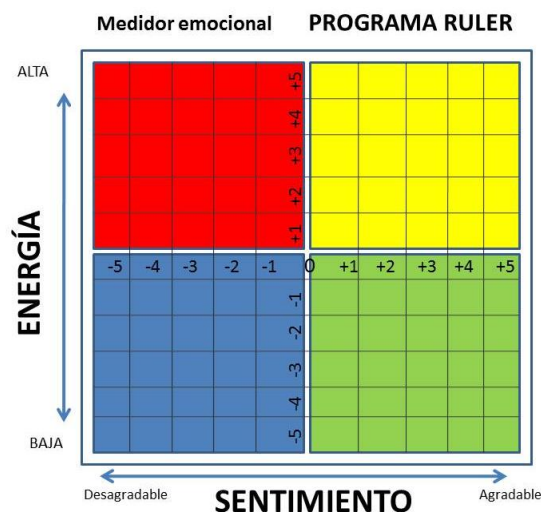 Medidor emocional PROGRAMA RULER
ALTA
+5
+4
+3
+2
+1
ENERGÍA
-5 -4 -3 -2 -1 0 +1 +2 +3 +4 +5
-1
-2
-3
-4
-5
BAJA
Desagradable SENTIMIENTO Agradable